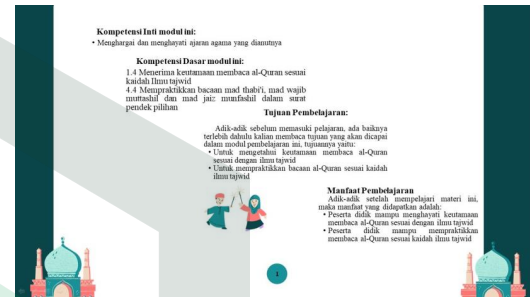 Kompetensi Inti modul ini:
• Menghargai dan menghayati ajaran agama yang dianutnya
Kompetensi Dasar modul ini:
1.4 Menerima keutamaan membaca al-Quran sesuai
kaidah Ilmu tajwid
4.4 Mempraktikkan bacaan mad thabi'i, mad wajib
muttashil dan mad jaiz munfashil dalam surat
pendek pilihan
Tujuan Pembelajaran:
Adik-adik sebelum memasuki pelajaran, ada baiknya
terlebih dahulu kalian membaca tujuan yang akan dicapai
dalam modul pembelajaran ini, tujuannya yaitu:
• Untuk mengetahui keutamaan membaca al-Quran
sesuai dengan ilmu tajwid
• Untuk mempraktikkan bacaan al-Quran sesuai kaidah
ilmu tajwid
Manfaat Pembelajaran
Adik-adik setelah mempelajari materi ini,
maka manfaat yang didapatkan adalah:
• Peserta didik mampu menghayati keutamaan
membaca al-Quran sesuai dengan ilmu tajwid
• Peserta didik mampu mempraktikkan
membaca al-Quran sesuai kaidah ilmu tajwid
1